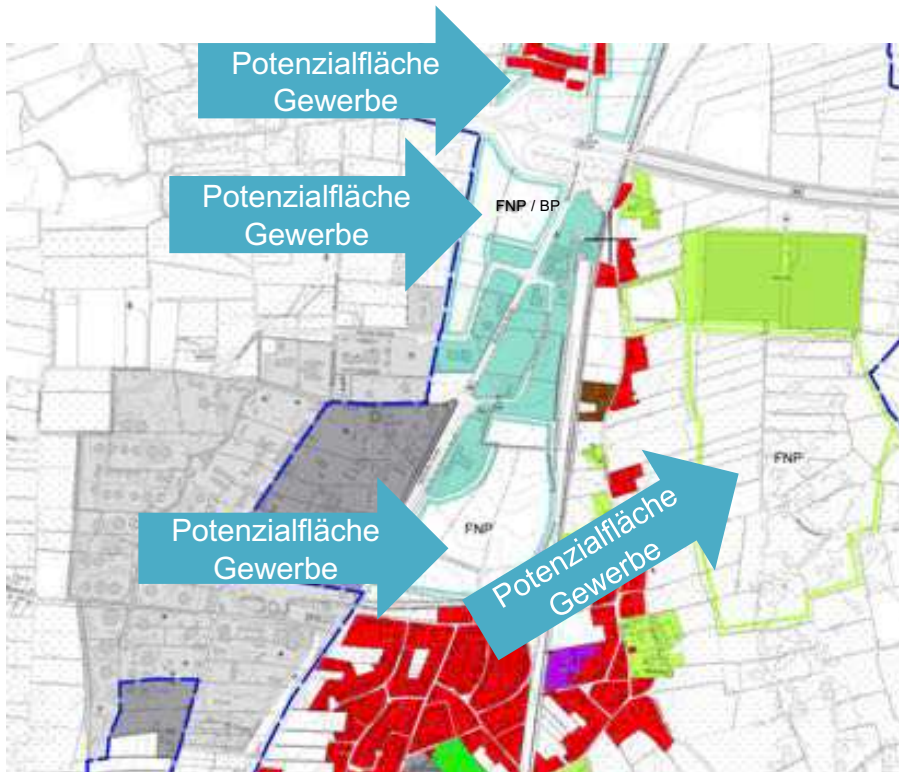 Potenzialfläche
Gewerbe
Potenzialfläche
Gewerbe
FNP / BP
FNP
Potenzialfläche
Gewerbe
FNP
Potenzialfläche
Gewerbe